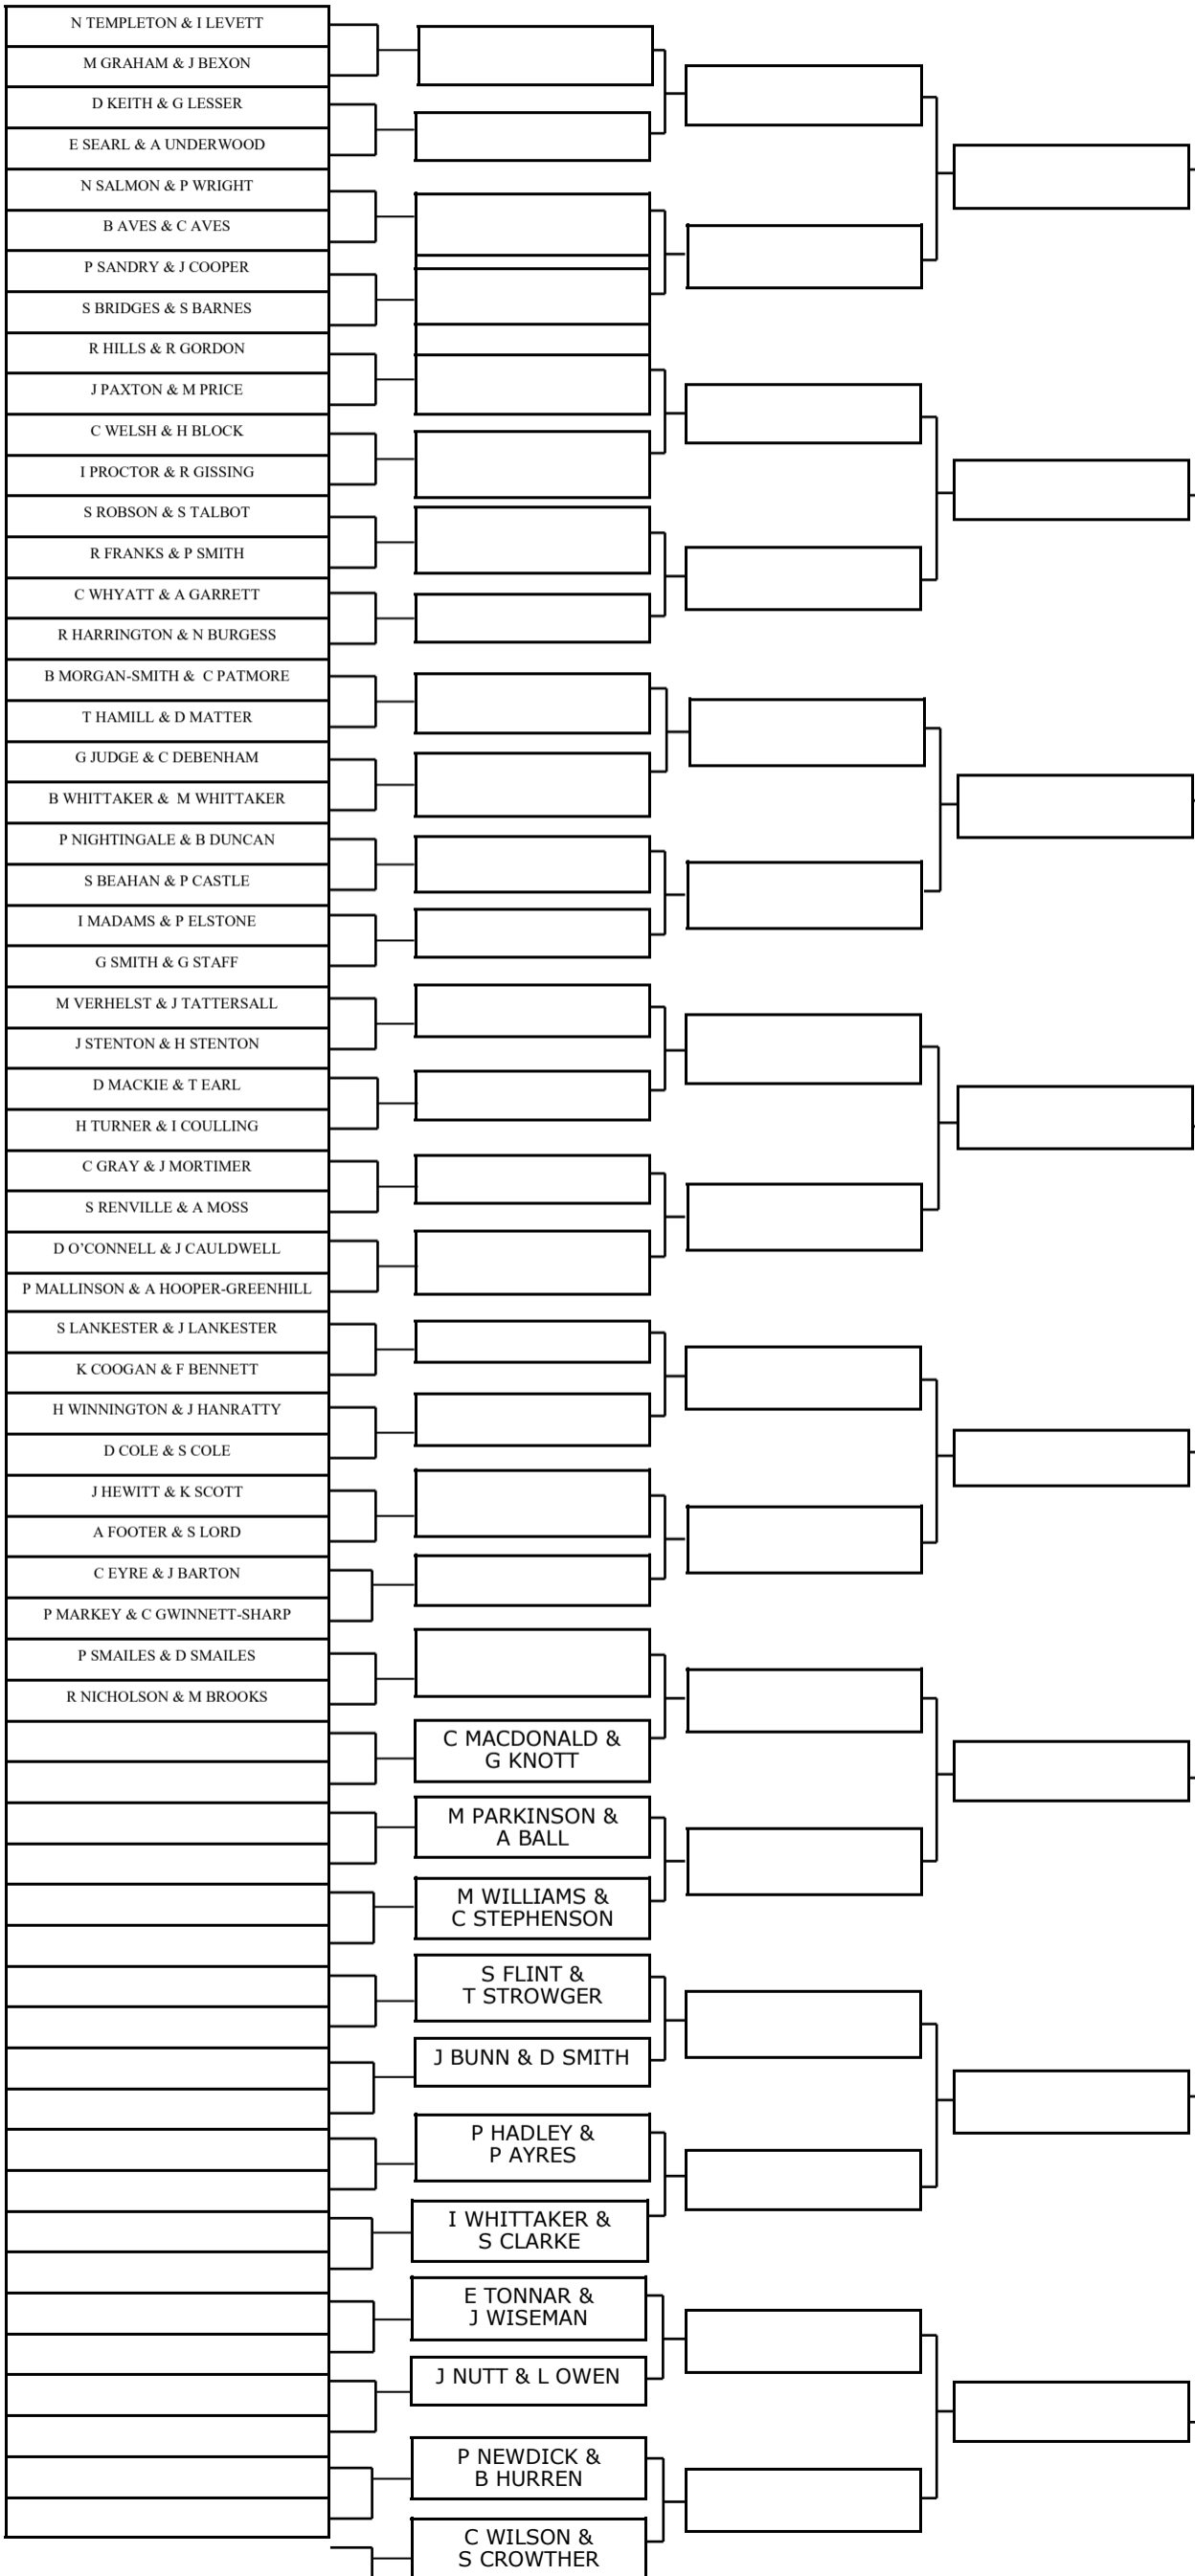 N TEMPLETON & I LEVETT
M GRAHAM & J BEXON
D KEITH & G LESSER
E SEARL & A UNDERWOOD
N SALMON & P WRIGHT
B AVES & C AVES
P SANDRY & J COOPER
S BRIDGES & S BARNES
R HILLS & R GORDON
J PAXTON & M PRICE
C WELSH & H BLOCK
I PROCTOR & R GISSING
S ROBSON & S TALBOT
R FRANKS & P SMITH
C WHYATT & A GARRETT
R HARRINGTON & N BURGESS
B MORGAN-SMITH & C PATMORE
T HAMILL & D MATTER
G JUDGE & C DEBENHAM
B WHITTAKER & M WHITTAKER
P NIGHTINGALE & B DUNCAN
S BEAHAN & P CASTLE
I MADAMS & P ELSTONE
G SMITH & G STAFF
M VERHELST & J TATTERSALL
J STENTON & H STENTON
D MACKIE & T EARL
H TURNER & I COULLING
C GRAY & J MORTIMER
S RENVILLE & A MOSS
D O'CONNELL & J CAULDWELL
P MALLINSON & A HOOPER-GREENHILL
S LANKESTER & J LANKESTER
K COOGAN & F BENNETT
H WINNINGTON & J HANRATTY
D COLE & S COLE
J HEWITT & K SCOTT
A FOOTER & S LORD
C EYRE & J BARTON
P MARKEY & C GWINNETT-SHARP
P SMAILES & D SMAILES
R NICHOLSON & M BROOKS
C MACDONALD &
G KNOTT
M PARKINSON &
A BALL
M WILLIAMS &
C STEPHENSON
S FLINT &
T STROWGER
J BUNN & D SMITH
P HADLEY &
P AYRES
I WHITTAKER &
S CLARKE
E TONNAR &
J WISEMAN
J NUTT & L OWEN
P NEWDICK &
B HURREN
C WILSON &
S CROWTHER